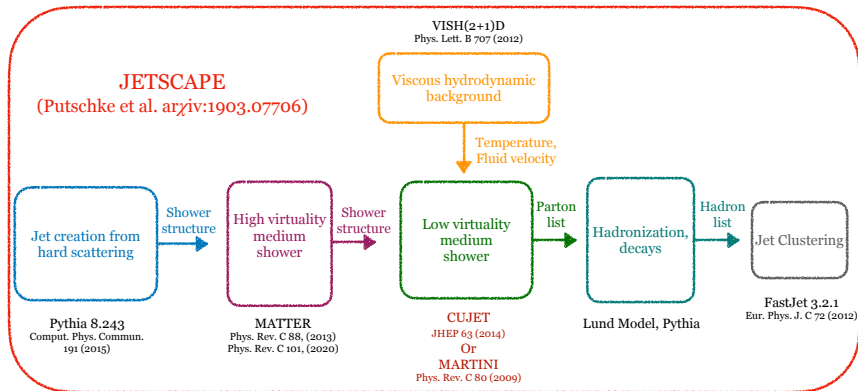 VISH(2+1)D
Phys. Lett. B 707 (2012)
JETSCAPE
(Putschke et al. arχiv:1903.07706)
Viscous hydrodynamic
background
Temperature,
Fluid velocity
Jet creation from
hard scattering
Shower
structure
High virtuality
medium
shower
Shower
structure
Low virtuality
medium
shower
Parton
list
Hadronization,
decays
Hadron
list
Jet Clustering
Pythia 8.243
Comput. Phys. Commun.
191 (2015)
MATTER
Phys. Rev. C 88, (2013)
Phys. Rev. C 101, (2020)
CUJET
JHEP 63 (2014)
Or
MARTINI
Phys. Rev. C 80 (2009)
Lund Model, Pythia
FastJet 3.2.1
Eur. Phys. J. C 72 (2012)